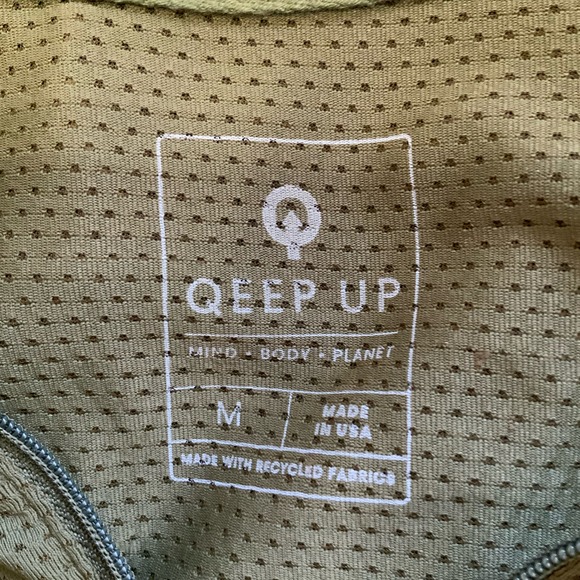 QEEP UP
MIND • BODY • PLANET
M
MADE
IN USA
MADE WITH RECYCLED FABRICS